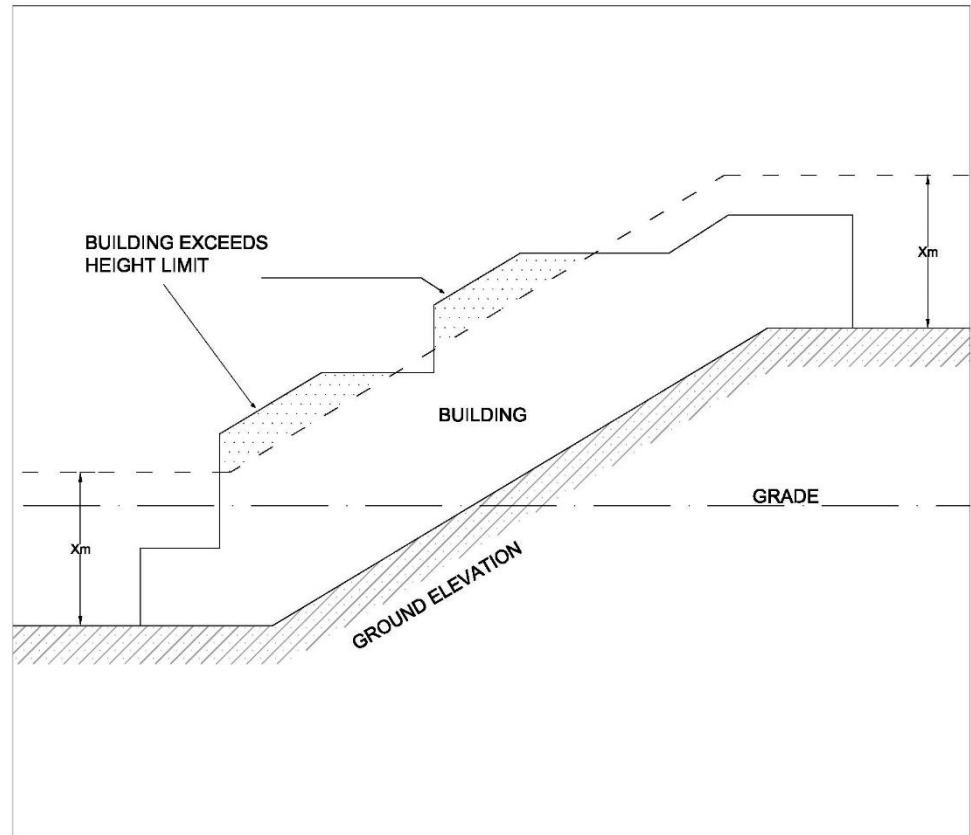 BUILDING EXCEEDS
HEIGHT LIMIT
Xm
BUILDING
GRADE
Xm
GROUND ELEVATION